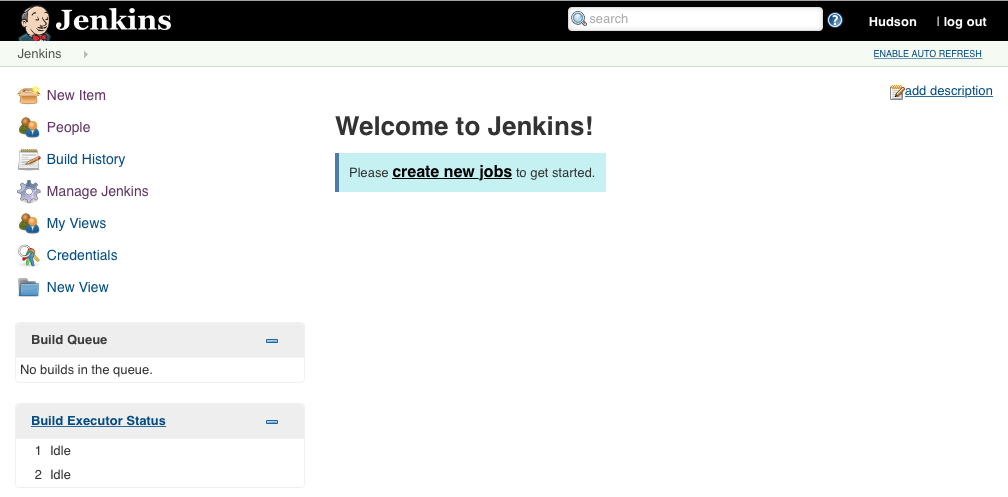 Jenkins
search
Hudson
| log out
Jenkins
ENABLE AUTO REFRESH
New Item
People
Build History
Manage Jenkins
My Views
Credentials
New View
add description
Welcome to Jenkins!
Please create new jobs to get started.
Build Queue
No builds in the queue.
Build Executor Status
1 Idle
2 Idle